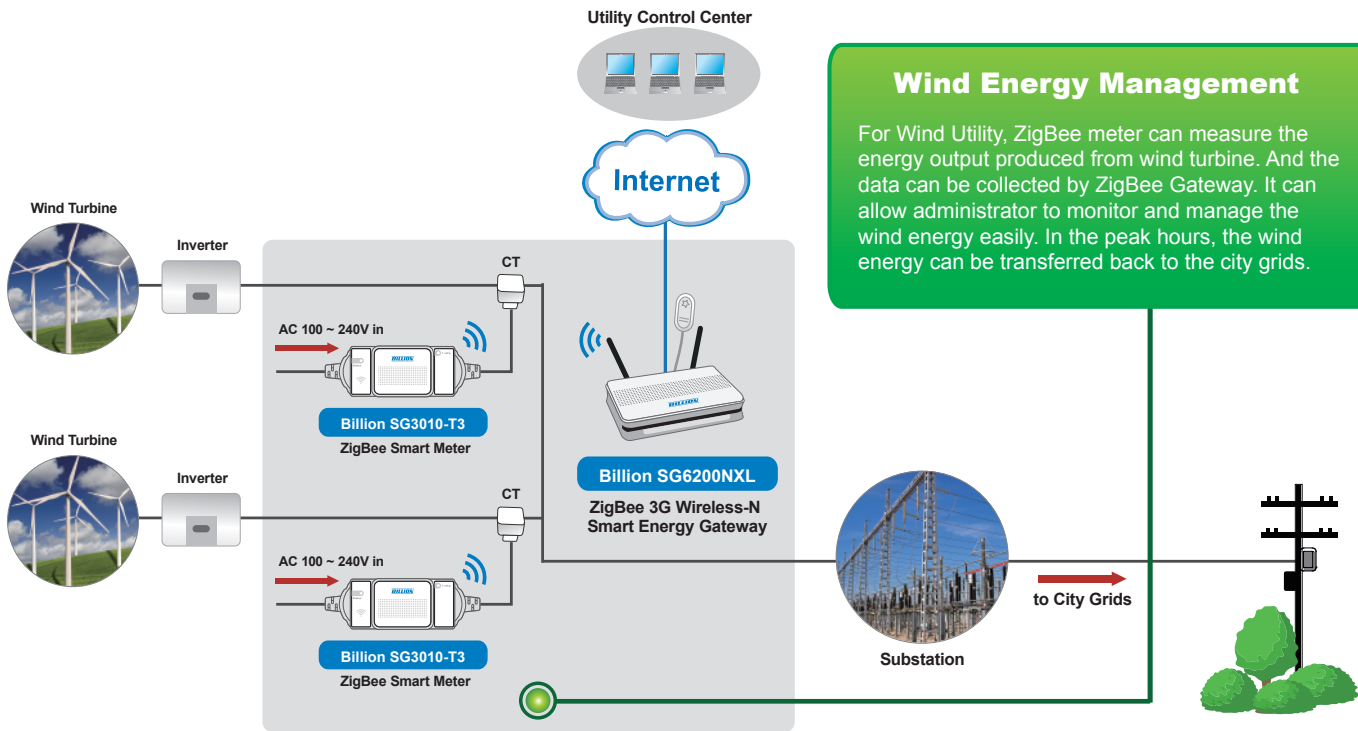 Utility Control Center
Internet
Wind Energy Management
For Wind Utility, ZigBee meter can measure the
energy output produced from wind turbine. And the
data can be collected by ZigBee Gateway. It can
allow administrator to monitor and manage the
wind energy easily. In the peak hours, the wind
energy can be transferred back to the city grids.
Wind Turbine
Inverter
CT
AC 100 ~ 240V in
BILLION
Billion SG3010-T3
ZigBee Smart Meter
BILLION
Billion SG6200NXL
ZigBee 3G Wireless-N
Smart Energy Gateway
Wind Turbine
Inverter
CT
AC 100 ~ 240V in
BILLION
Billion SG3010-T3
ZigBee Smart Meter
Substation
to City Grids